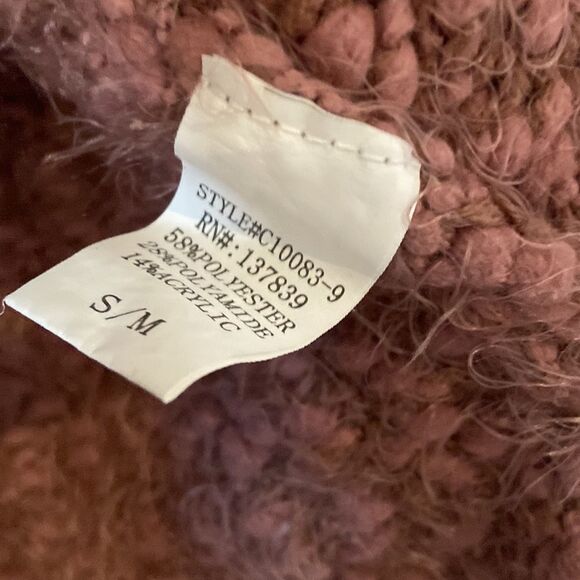 STYLE#C10083-9
RN#: 137839
58%POLYESTER
28%POLYAMIDE
14%ACRYLIC
S/M